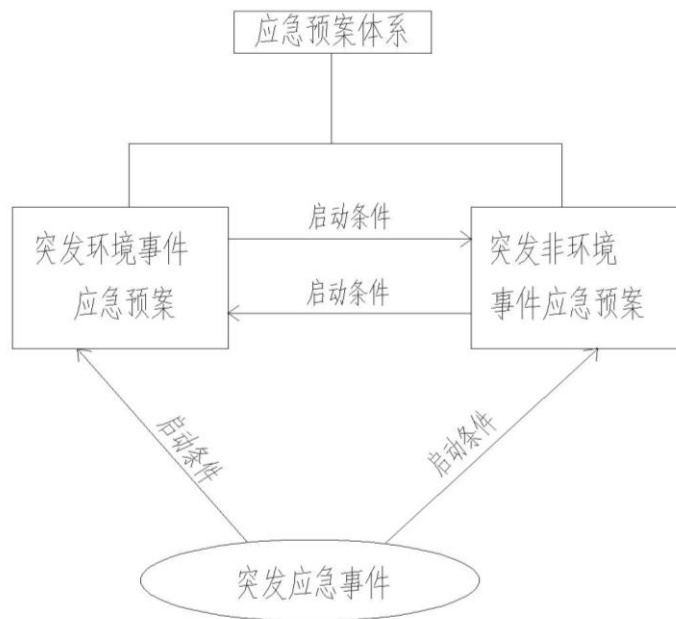 应急预案体系
启动条件
突发环境事件
应急预案
突发非环境
事件应急预案
启动条件
启动条件
启动条件
突发应急事件